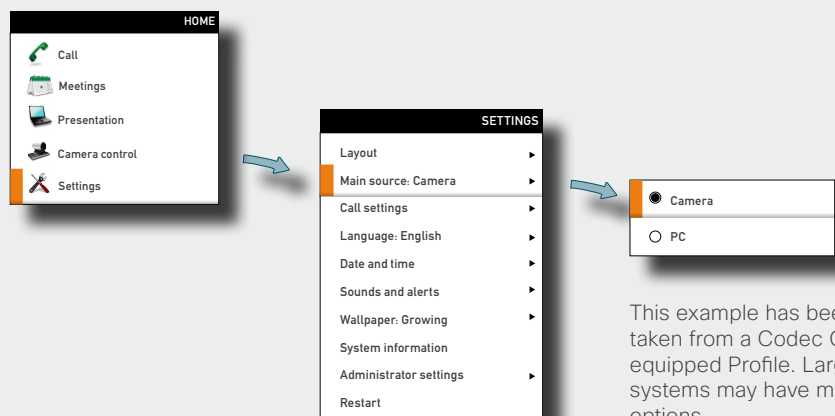 HOME
Call
Meetings
Presentation
Camera control
Settings
SETTINGS
Layout
Main source: Camera
Call settings
Language: English
Date and time
Sounds and alerts
Wallpaper: Growing
System information
Administrator settings
Restart
Camera
PC
This example has
taken from a Codec
equipped Profile.
systems may have
options